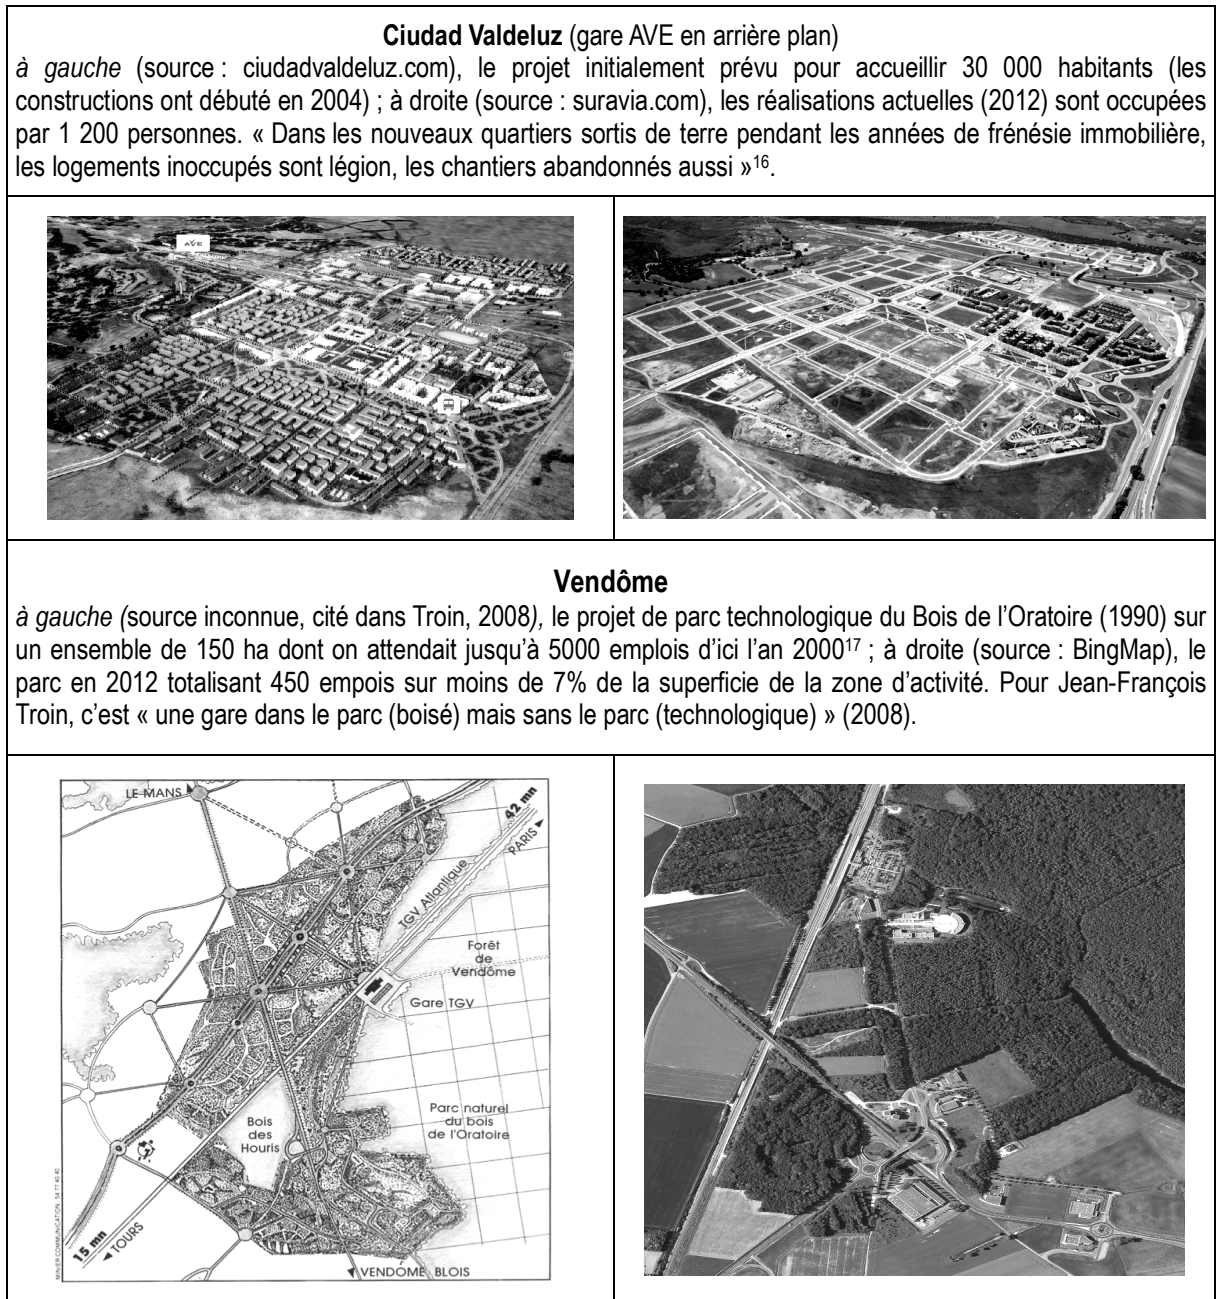 Ciudad Valdeluz (gare AVE en arrière plan)
à gauche (source : ciudadvaldeluz.com), le projet initialement prévu pour accueillir 30 000 habitants (les
constructions ont débuté en 2004) ; à droite (source : suravia.com), les réalisations actuelles (2012) sont occupées
par 1 200 personnes. « Dans les nouveaux quartiers sortis de terre pendant les années de frénésie immobilière,
les logements inoccupés sont légion, les chantiers abandonnés aussi »16.
AVE
Vendôme
à gauche (source inconnue, cité dans Troin, 2008), le projet de parc technologique du Bois de l'Oratoire (1990) sur
un ensemble de 150 ha dont on attendait jusqu'à 5000 emplois d'ici l'an 200017 ; à droite (source : BingMap), le
parc en 2012 totalisant 450 empois sur moins de 7% de la superficie de la zone d'activité. Pour Jean-François
Troin, c'est « une gare dans le parc (boisé) mais sans le parc (technologique) » (2008).
LE MANS
42 mn
PARIS
TGV Atlantique
Forêt
de
Vendôme
Gare TGV
Parc naturel
du bois
de l'Oratoire
Bois
des
Houris
15 mn
TOURS
VENDÔME BLOIS
MINIER COMMUNICATION 54 77 40 40